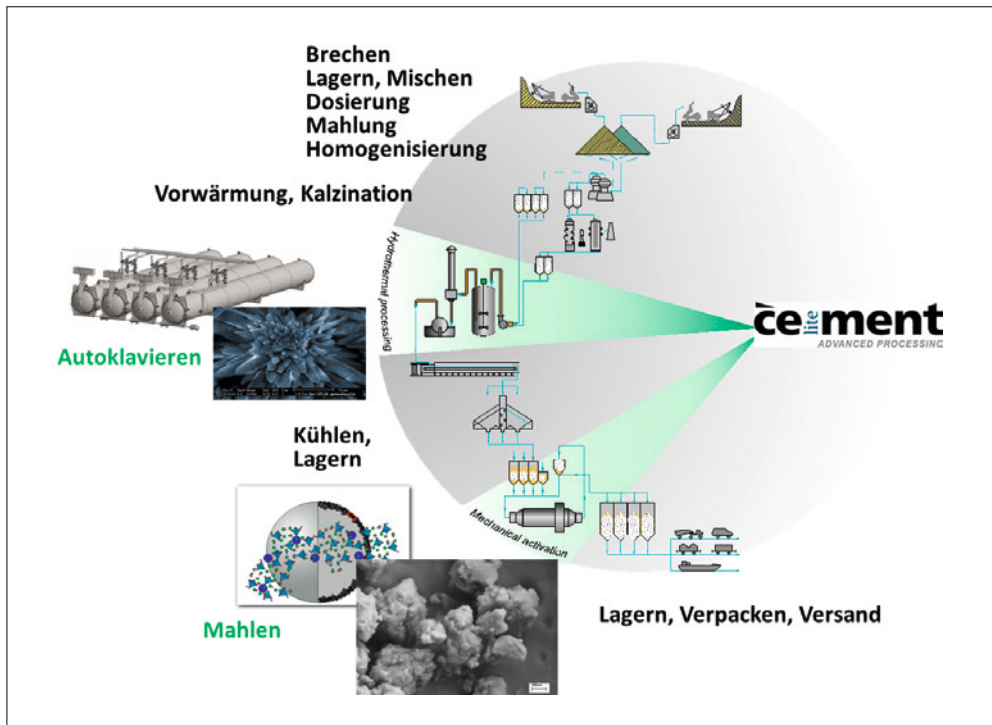 Brechen
Lagern, Mischen
Dosierung
Mahlung
Homogenisierung
Vorwärmung, Kalzination
Hydrothermal processing
Autoklavieren
celitement
ADVANCED PROCESSING
Kühlen,
Lagern
Mechanical activation
Mahlen
Lagern, Verpacken, Versand